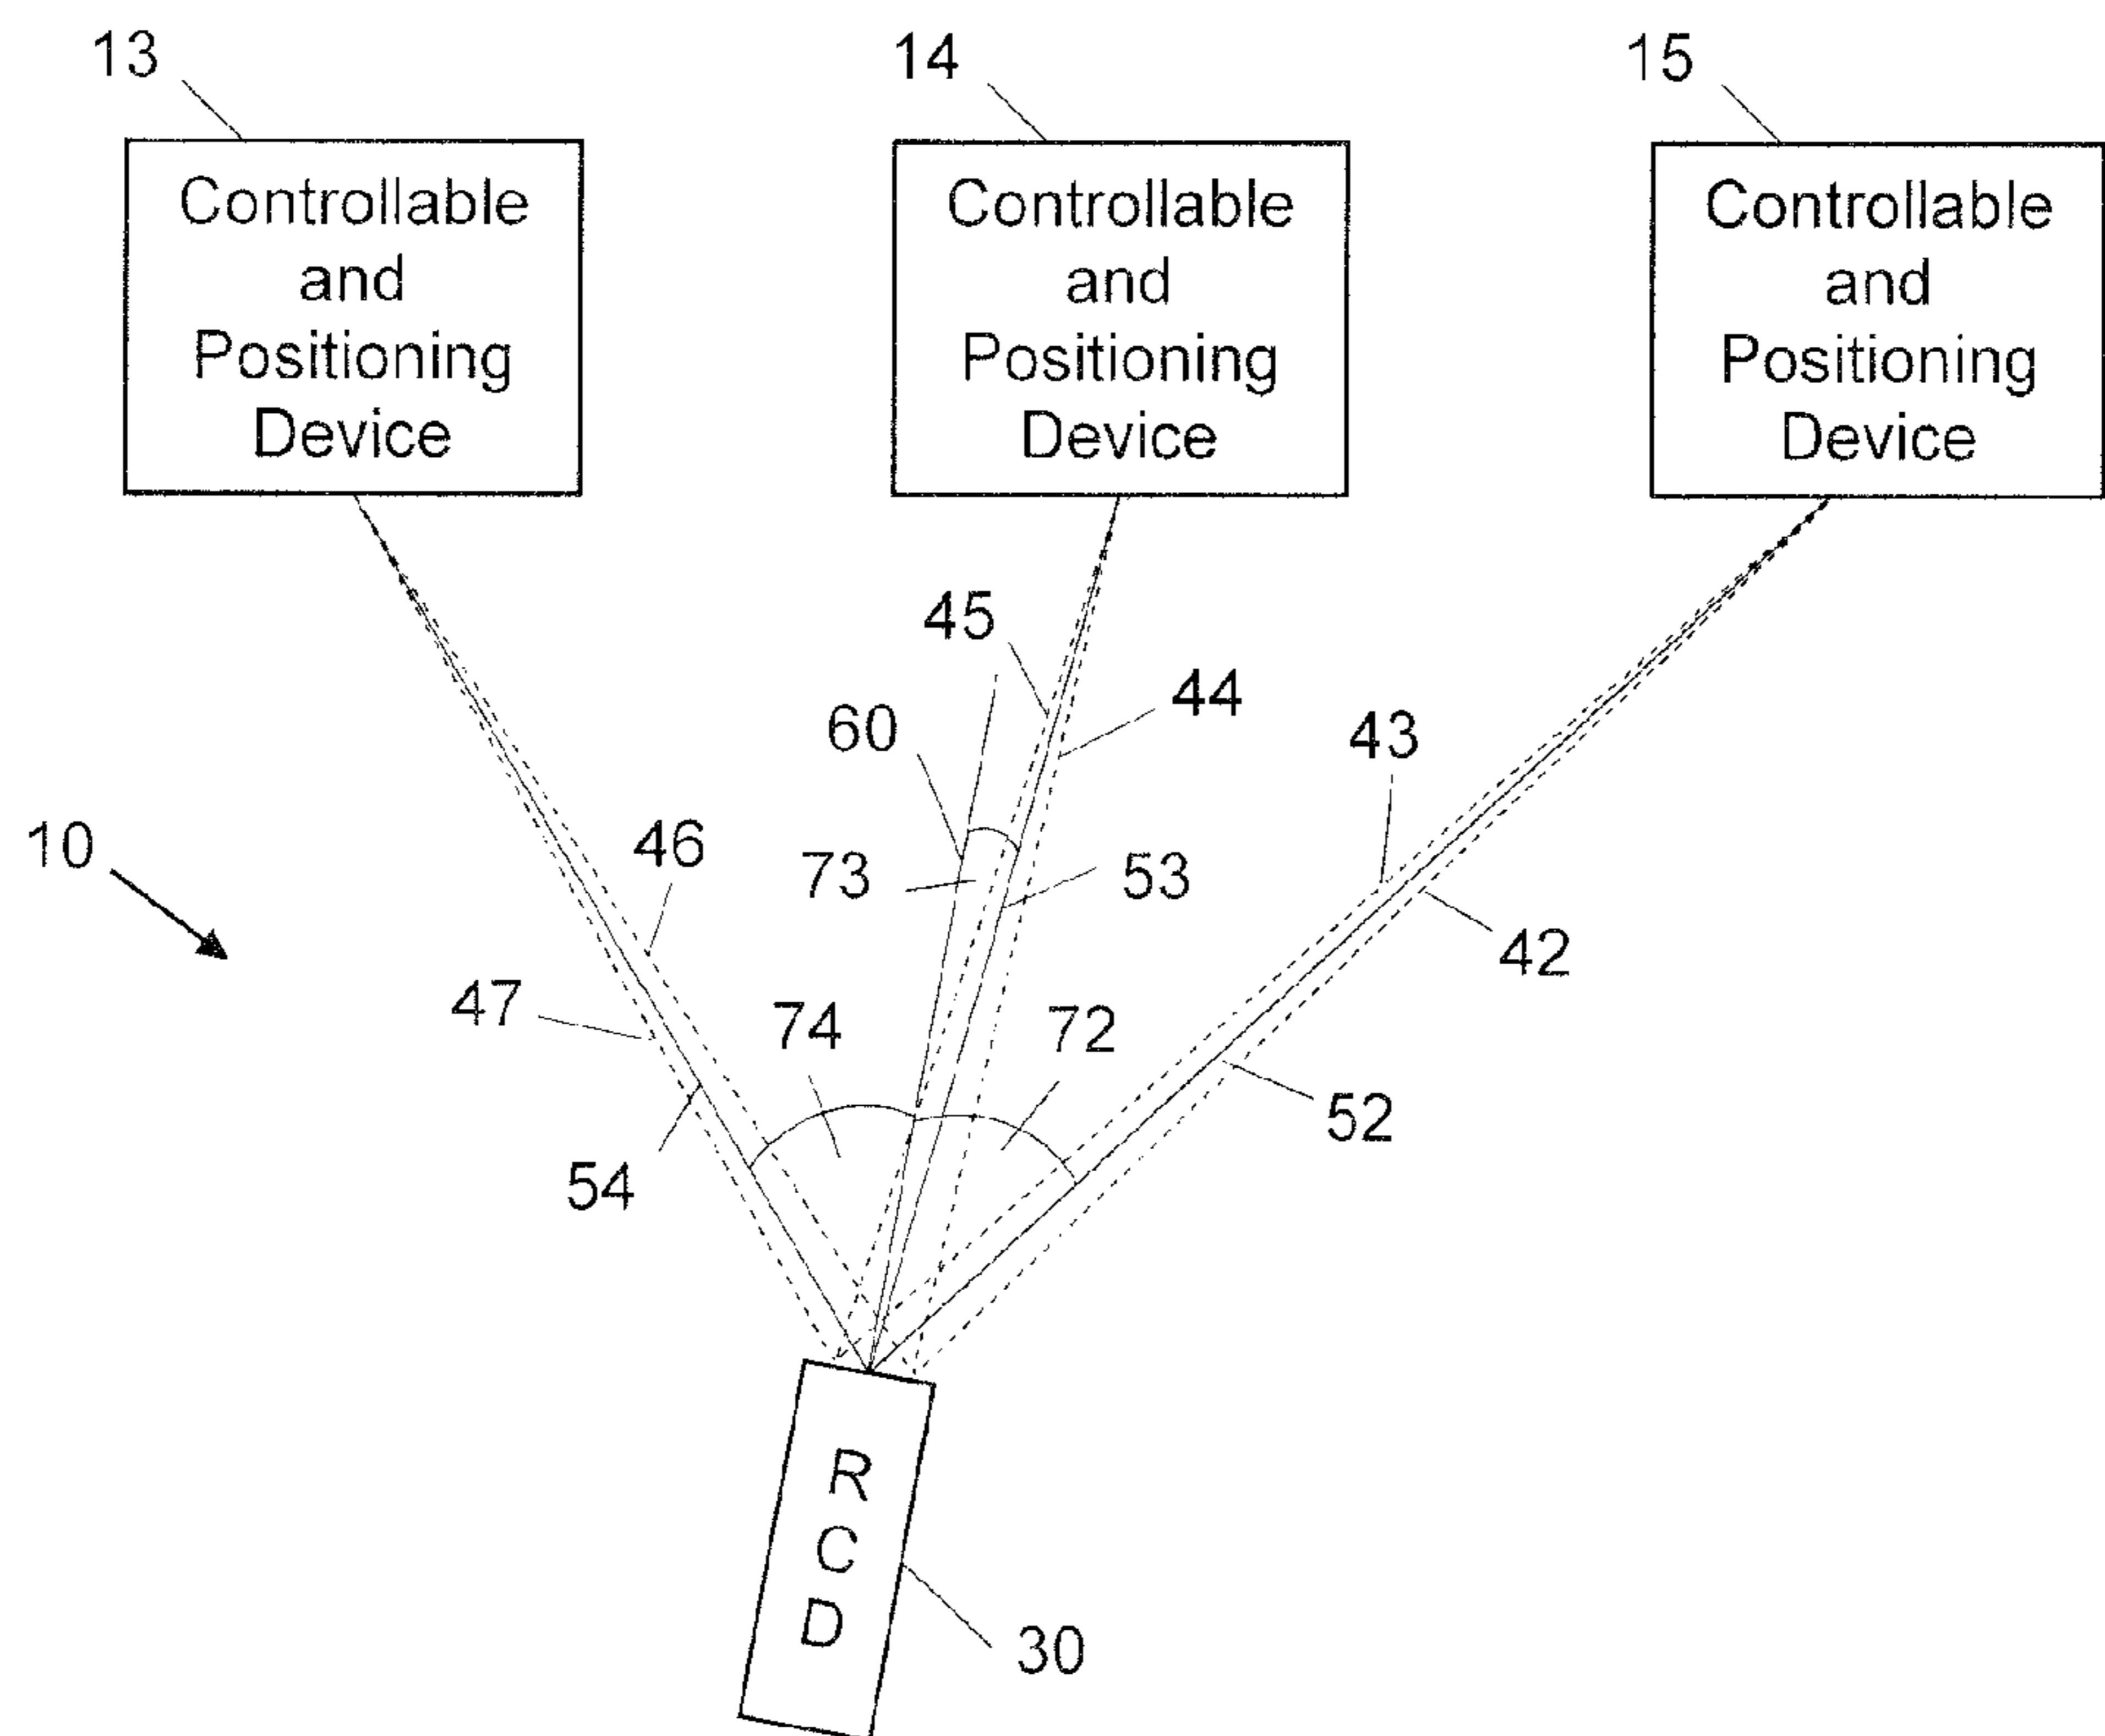 13
14
15
Controllable
and
Positioning
Device
Controllable
and
Positioning
Device
Controllable
and
Positioning
Device
45
44
60
43
10
46
73
53
42
47
74
72
52
54
R
C
D
30